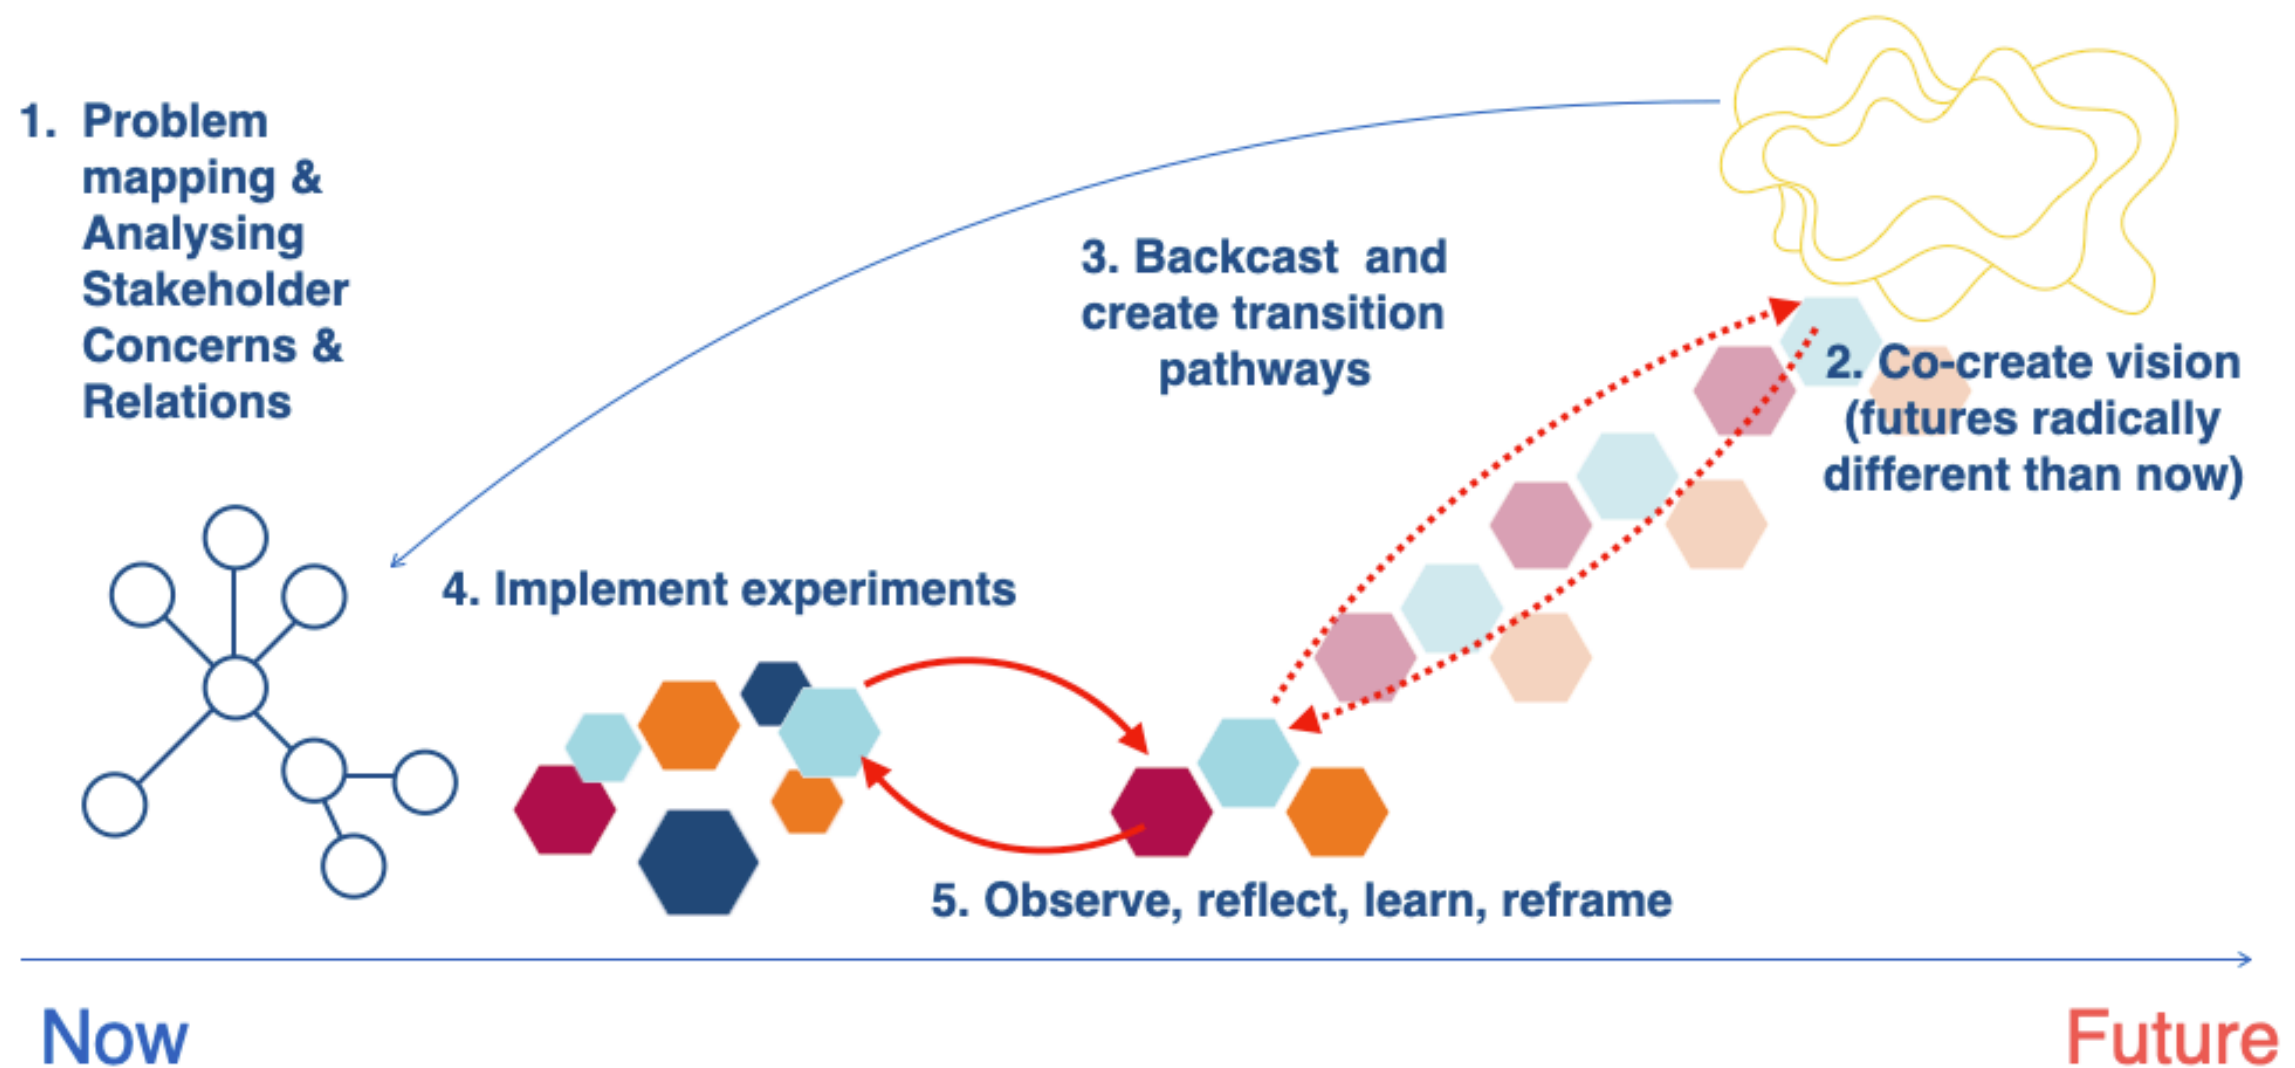 1. Problem
mapping &
Analysing
Stakeholder
Concerns &
Relations
2. Co-create vision
(futures radically
different than now)
3. Backcast and
create transition
pathways
4. Implement experiments
5. Observe, reflect, learn, reframe
Now
Future